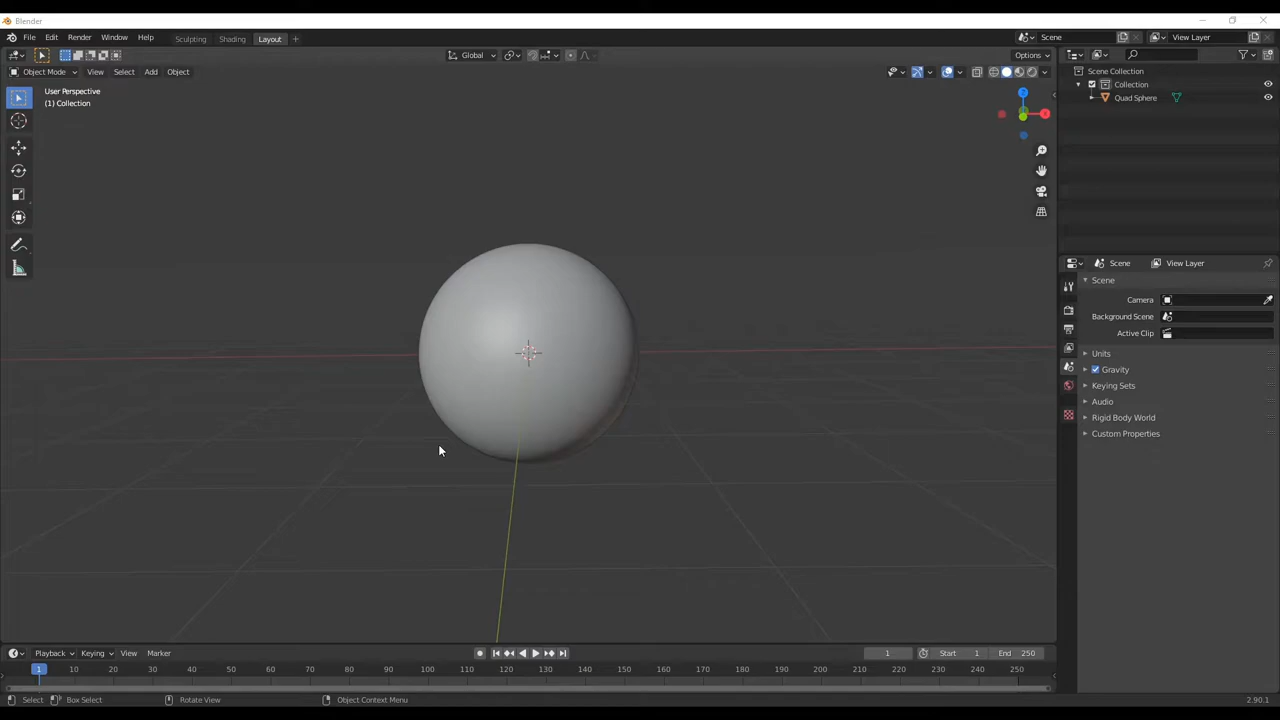 Blender
File Edit Render Window Help Sculpting Shading Layout Scene View Layer
Global Options
Object Mode View Select Add Object
User Perspective
(1) Collection
Z
X
Scene Collection
Collection
Quad Sphere
Scene View Layer
Scene
Camera
Background Scene
Active Clip
Units
Gravity
Keying Sets
Audio
Rigid Body World
Custom Properties
Playback Keying View Marker 1 Start 1 End 250
1 10 20 30 40 50 60 70 80 90 100 110 120 130 140 150 160 170 180 190 200 210 220 230 240 250
Select Box Select Rotate View Object Context Menu 2.90.1